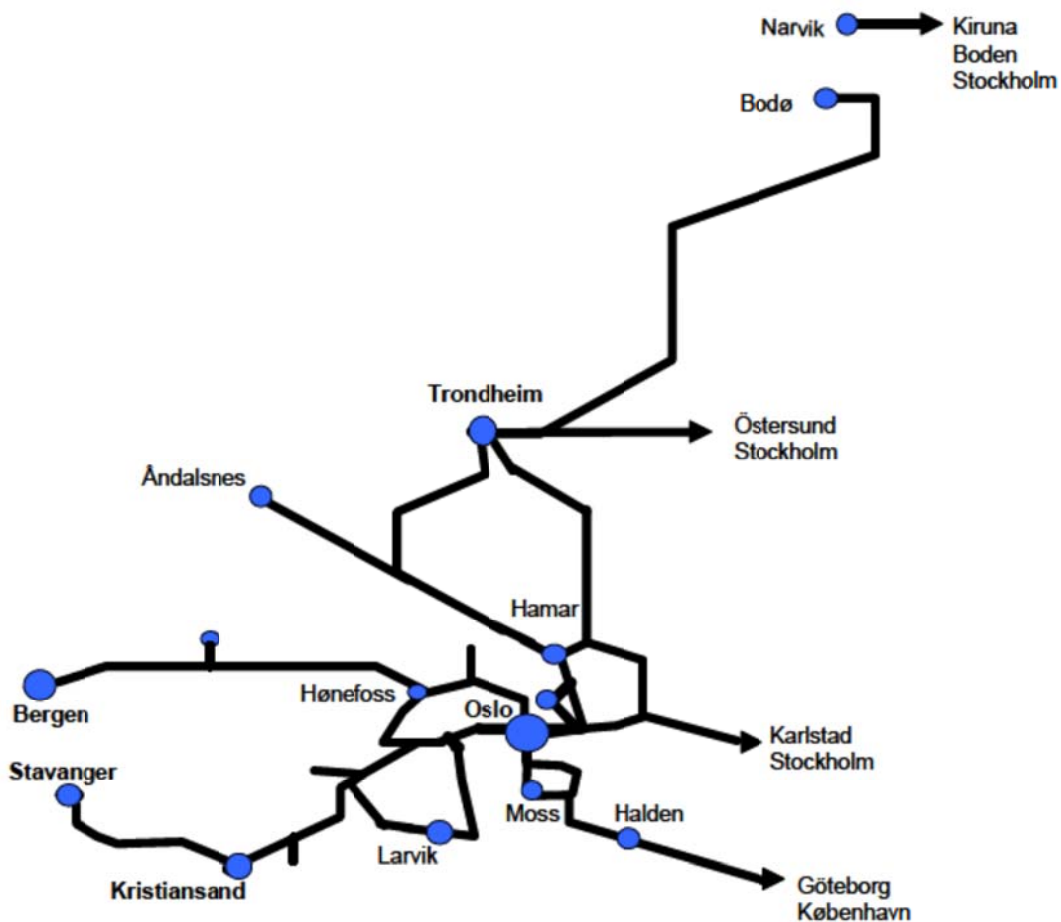 Narvik
Kiruna
Boden
Stockholm
Bodø
Trondheim
Östersund
Stockholm
Åndalsnes
Hamar
Hønefoss
Oslo
Bergen
Karlstad
Stockholm
Stavanger
Moss
Halden
Larvik
Kristiansand
Göteborg
København